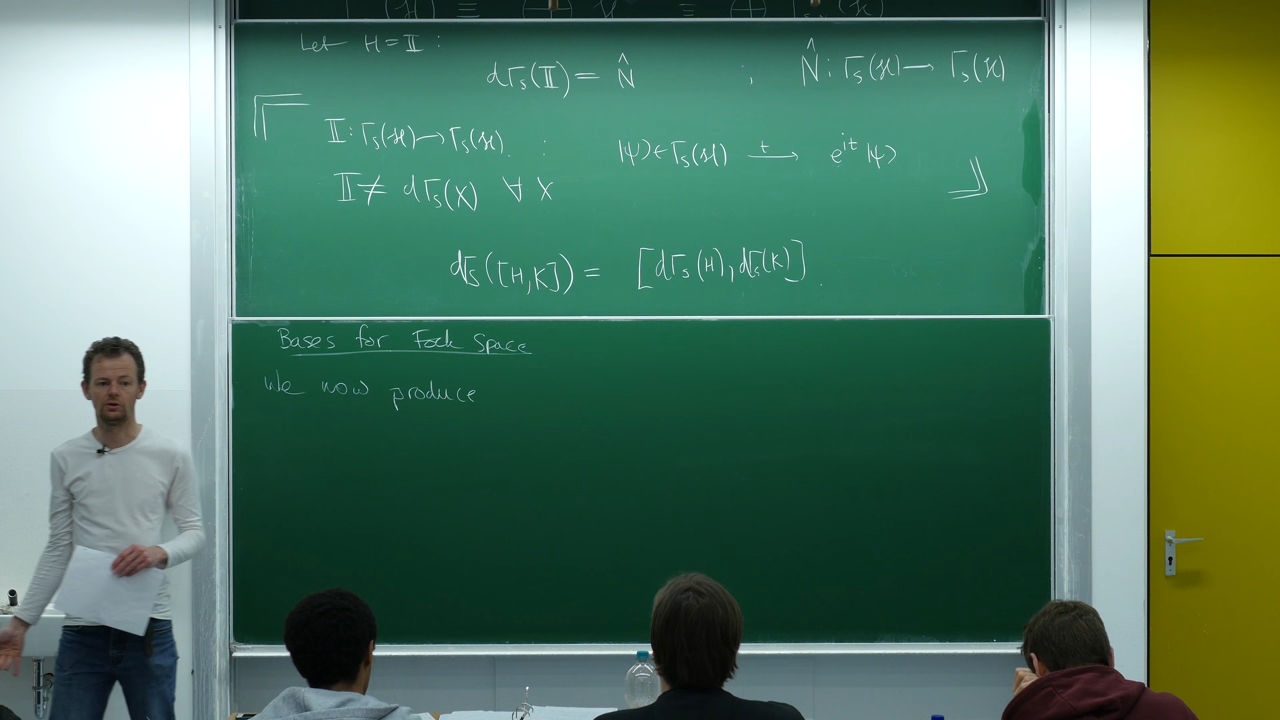 Let H = 𝕀 :
dΓₛ(𝕀) = N̂ ; N̂ : Γₛ(ℋ) → Γₛ(ℋ)
𝕀 : Γₛ(ℋ) → Γₛ(ℋ) : |ψ⟩ ∈ Γₛ(ℋ) —t→ e^{it} |ψ⟩
𝕀 ≠ dΓₛ(X) ∀ X
dΓₛ([H,K]) = [dΓₛ(H), dΓₛ(K)].
Bases for Fock space
We now produce